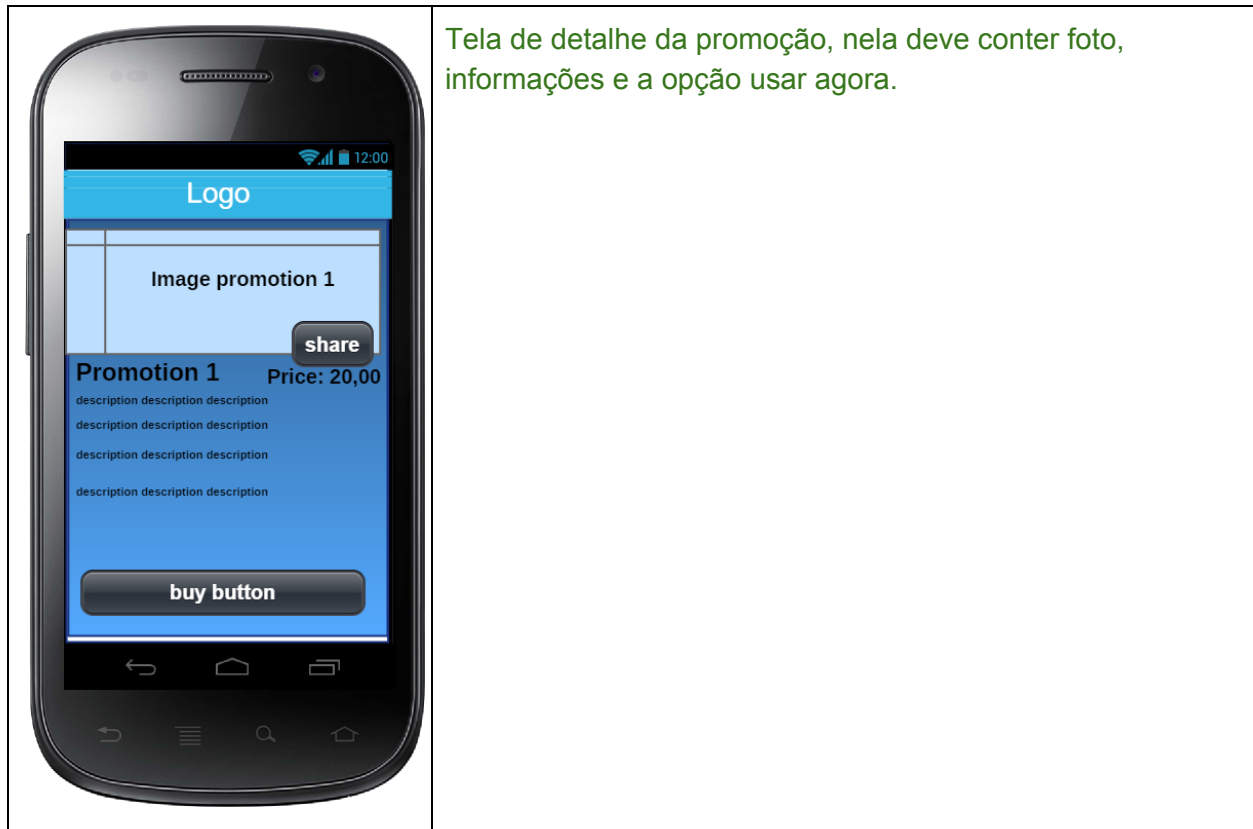 Tela de detalhe da promoção, nela deve conter foto,
informações e a opção usar agora.
12:00
Logo
Image promotion 1
share
Promotion 1
Price: 20,00
description description description
description description description
description description description
description description description
buy button